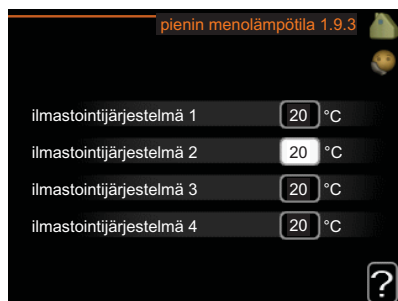 pienin menolämpötila 1.9.3
ilmastointijärjestelmä 1 20 °C
ilmastointijärjestelmä 2 20 °C
ilmastointijärjestelmä 3 20 °C
ilmastointijärjestelmä 4 20 °C
?